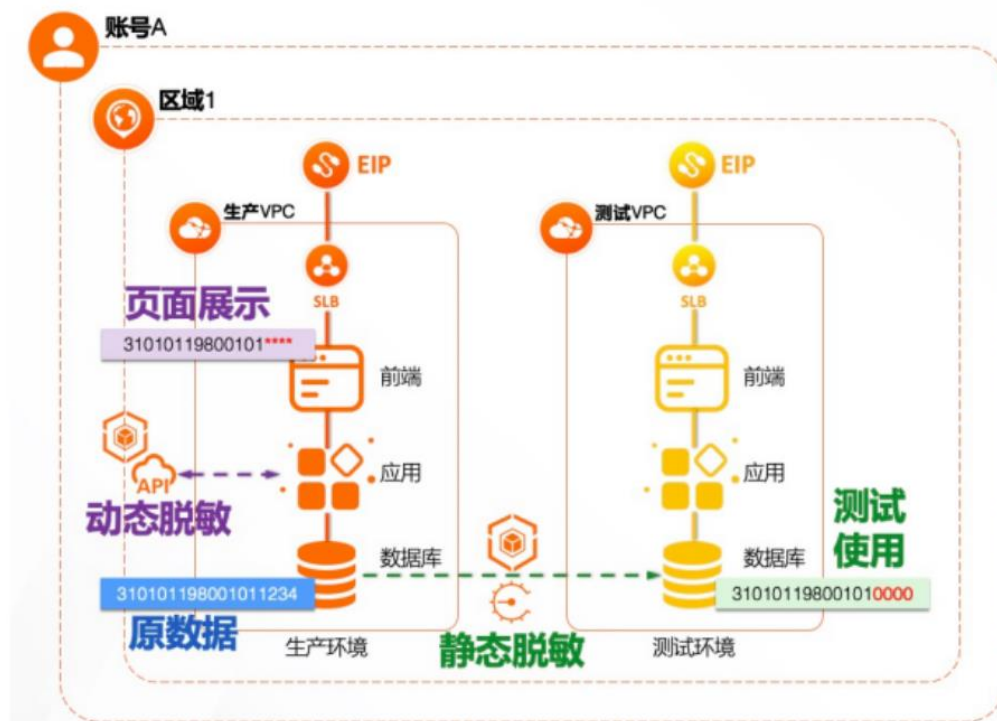 账号A
区域1
EIP
EIP
生产VPC
测试VPC
SLB
SLB
页面展示
31010119800101****
前端
前端
API
应用
应用
动态脱敏
测试
使用
数据库
数据库
310101198001011234
310101198001010000
原数据
生产环境
静态脱敏
测试环境